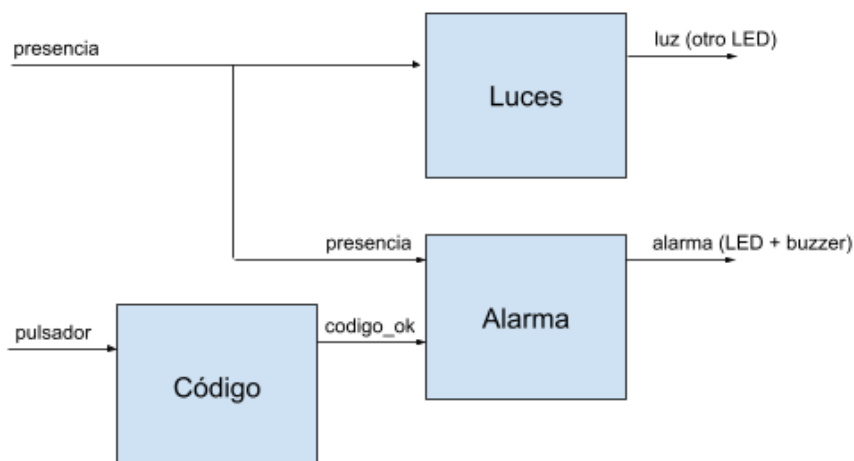 presencia
luz (otro LED)
Luces
presencia
alarma (LED + buzzer)
Alarma
pulsador
codigo_ok
Código